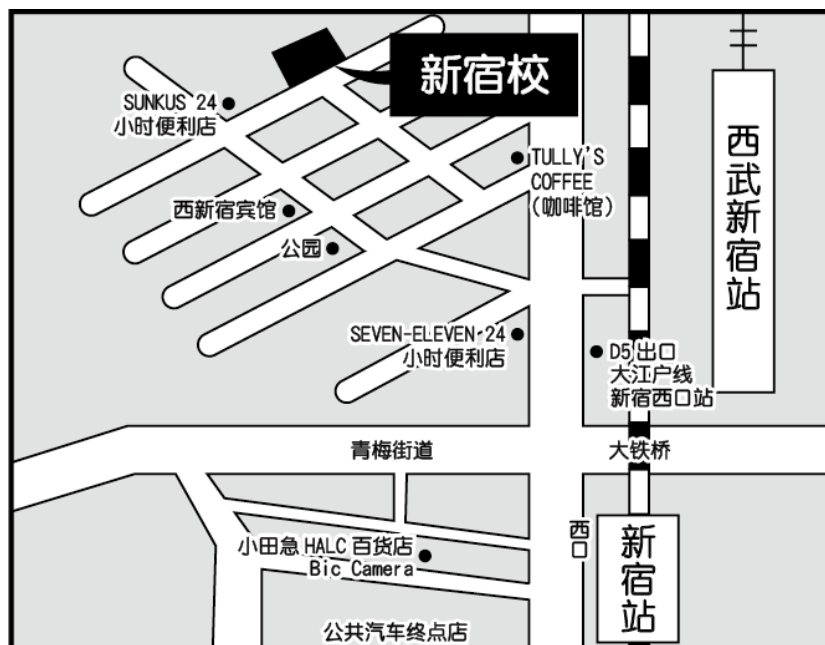 新宿校
SUNKUS 24
小时便利店
TULLY'S
COFFEE
(咖啡馆)
西武新宿站
西新宿宾馆
公园
SEVEN-ELEVEN 24
小时便利店
D5出口
大江户线
新宿西口站
青梅街道
大铁桥
西口
新宿站
小田急 HALC 百货店
Bic Camera
公共汽车终点店